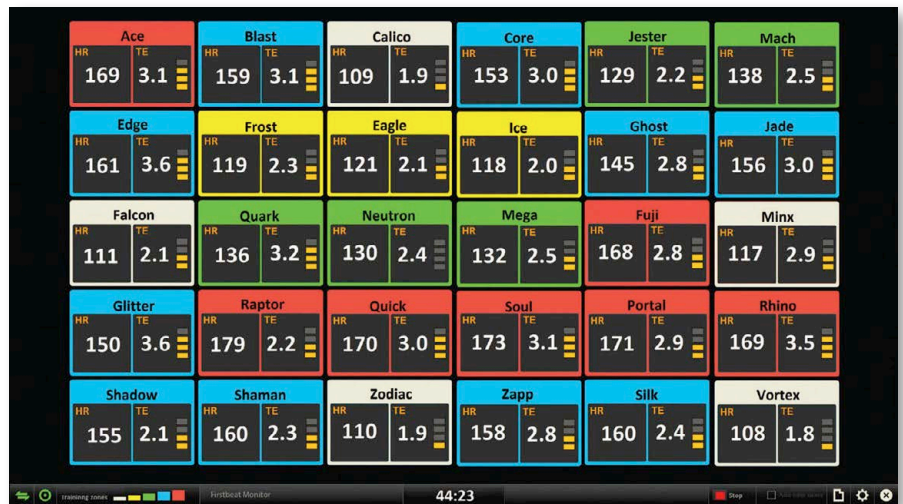 Ace Blast Calico Core Jester Mach
HR TE HR TE HR TE HR TE HR TE HR TE
169 3.1 159 3.1 109 1.9 153 3.0 129 2.2 138 2.5
Edge Frost Eagle Ice Ghost Jade
HR TE HR TE HR TE HR TE HR TE HR TE
161 3.6 119 2.3 121 2.1 118 2.0 145 2.8 156 3.0
Falcon Quark Neutron Mega Fuji Minx
HR TE HR TE HR TE HR TE HR TE HR TE
111 2.1 136 3.2 130 2.4 132 2.5 168 2.8 117 2.9
Glitter Raptor Quick Soul Portal Rhino
HR TE HR TE HR TE HR TE HR TE HR TE
150 3.6 179 2.2 170 3.0 173 3.1 171 2.9 169 3.5
Shadow Shaman Zodiac Zapp Silk Vortex
HR TE HR TE HR TE HR TE HR TE HR TE
155 2.1 160 2.3 110 1.9 158 2.8 160 2.4 108 1.8
training zones Firstbeat Monitor 44:23 Stop